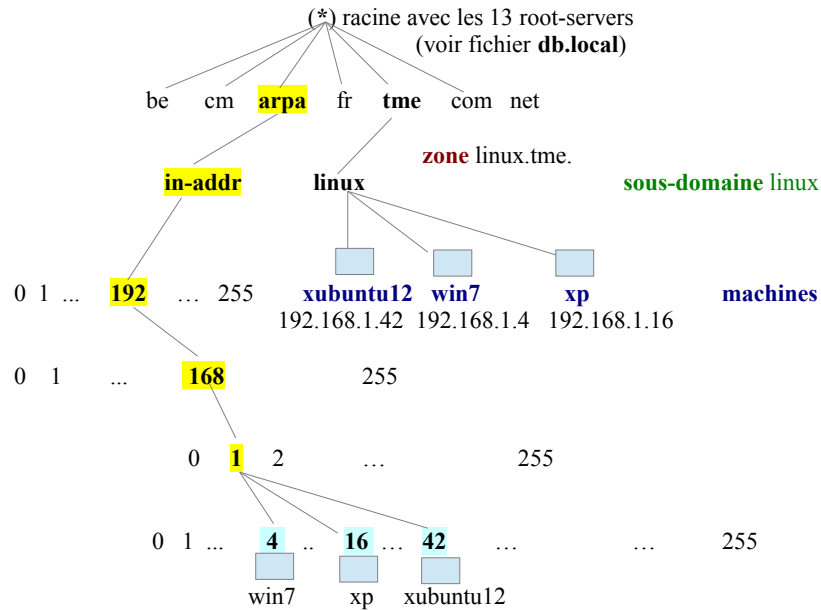 (*) racine avec les 13 root-servers
(voir fichier db.local)
be cm arpa fr tme com net
zone linux.tme.
in-addr linux sous-domaine linux
0 1 ... 192 ... 255 xubuntu12 win7 xp machines
192.168.1.42 192.168.1.4 192.168.1.16
0 1 ... 168 255
0 1 2 ... 255
0 1 ... 4 .. 16 ... 42 ... ... 255
win7 xp xubuntu12